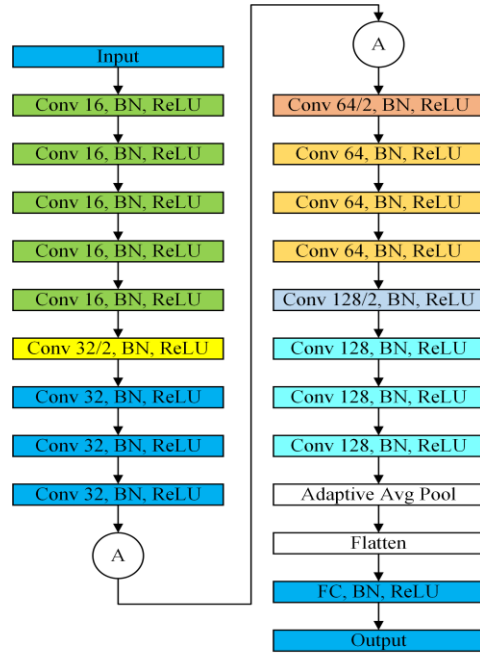 Input
Conv 16, BN, ReLU
Conv 16, BN, ReLU
Conv 16, BN, ReLU
Conv 16, BN, ReLU
Conv 16, BN, ReLU
Conv 32/2, BN, ReLU
Conv 32, BN, ReLU
Conv 32, BN, ReLU
Conv 32, BN, ReLU
A
A
Conv 64/2, BN, ReLU
Conv 64, BN, ReLU
Conv 64, BN, ReLU
Conv 64, BN, ReLU
Conv 128/2, BN, ReLU
Conv 128, BN, ReLU
Conv 128, BN, ReLU
Conv 128, BN, ReLU
Adaptive Avg Pool
Flatten
FC, BN, ReLU
Output